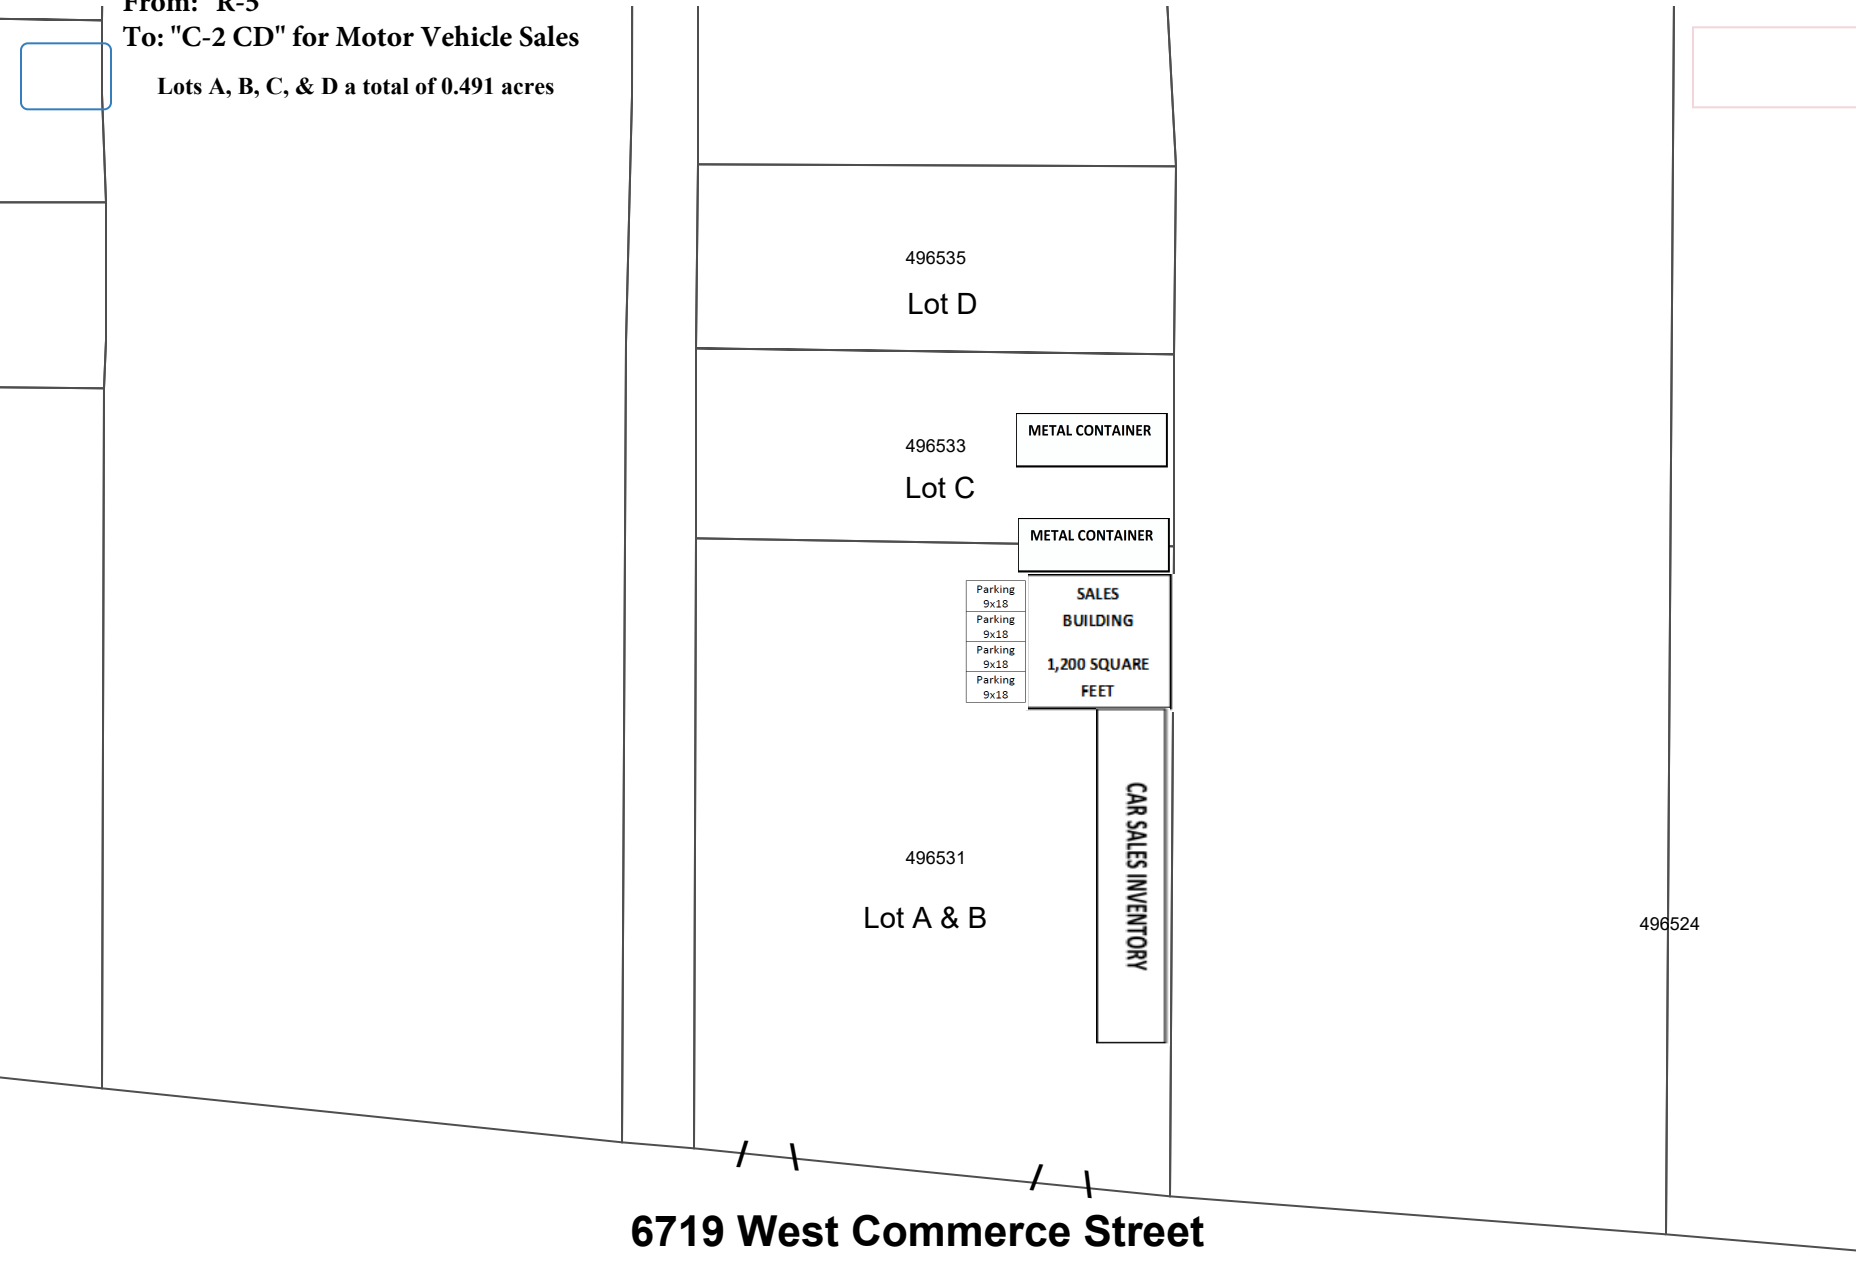 From: "R-5"
To: "C-2 CD" for Motor Vehicle Sales
Lots A, B, C, & D a total of 0.491 acres
496535
Lot D
METAL CONTAINER
496533
Lot C
METAL CONTAINER
Parking
9x18
Parking
9x18
Parking
9x18
Parking
9x18
SALES
BUILDING
1,200 SQUARE
FEET
CAR SALES INVENTORY
496531
Lot A & B
496524
6719 West Commerce Street